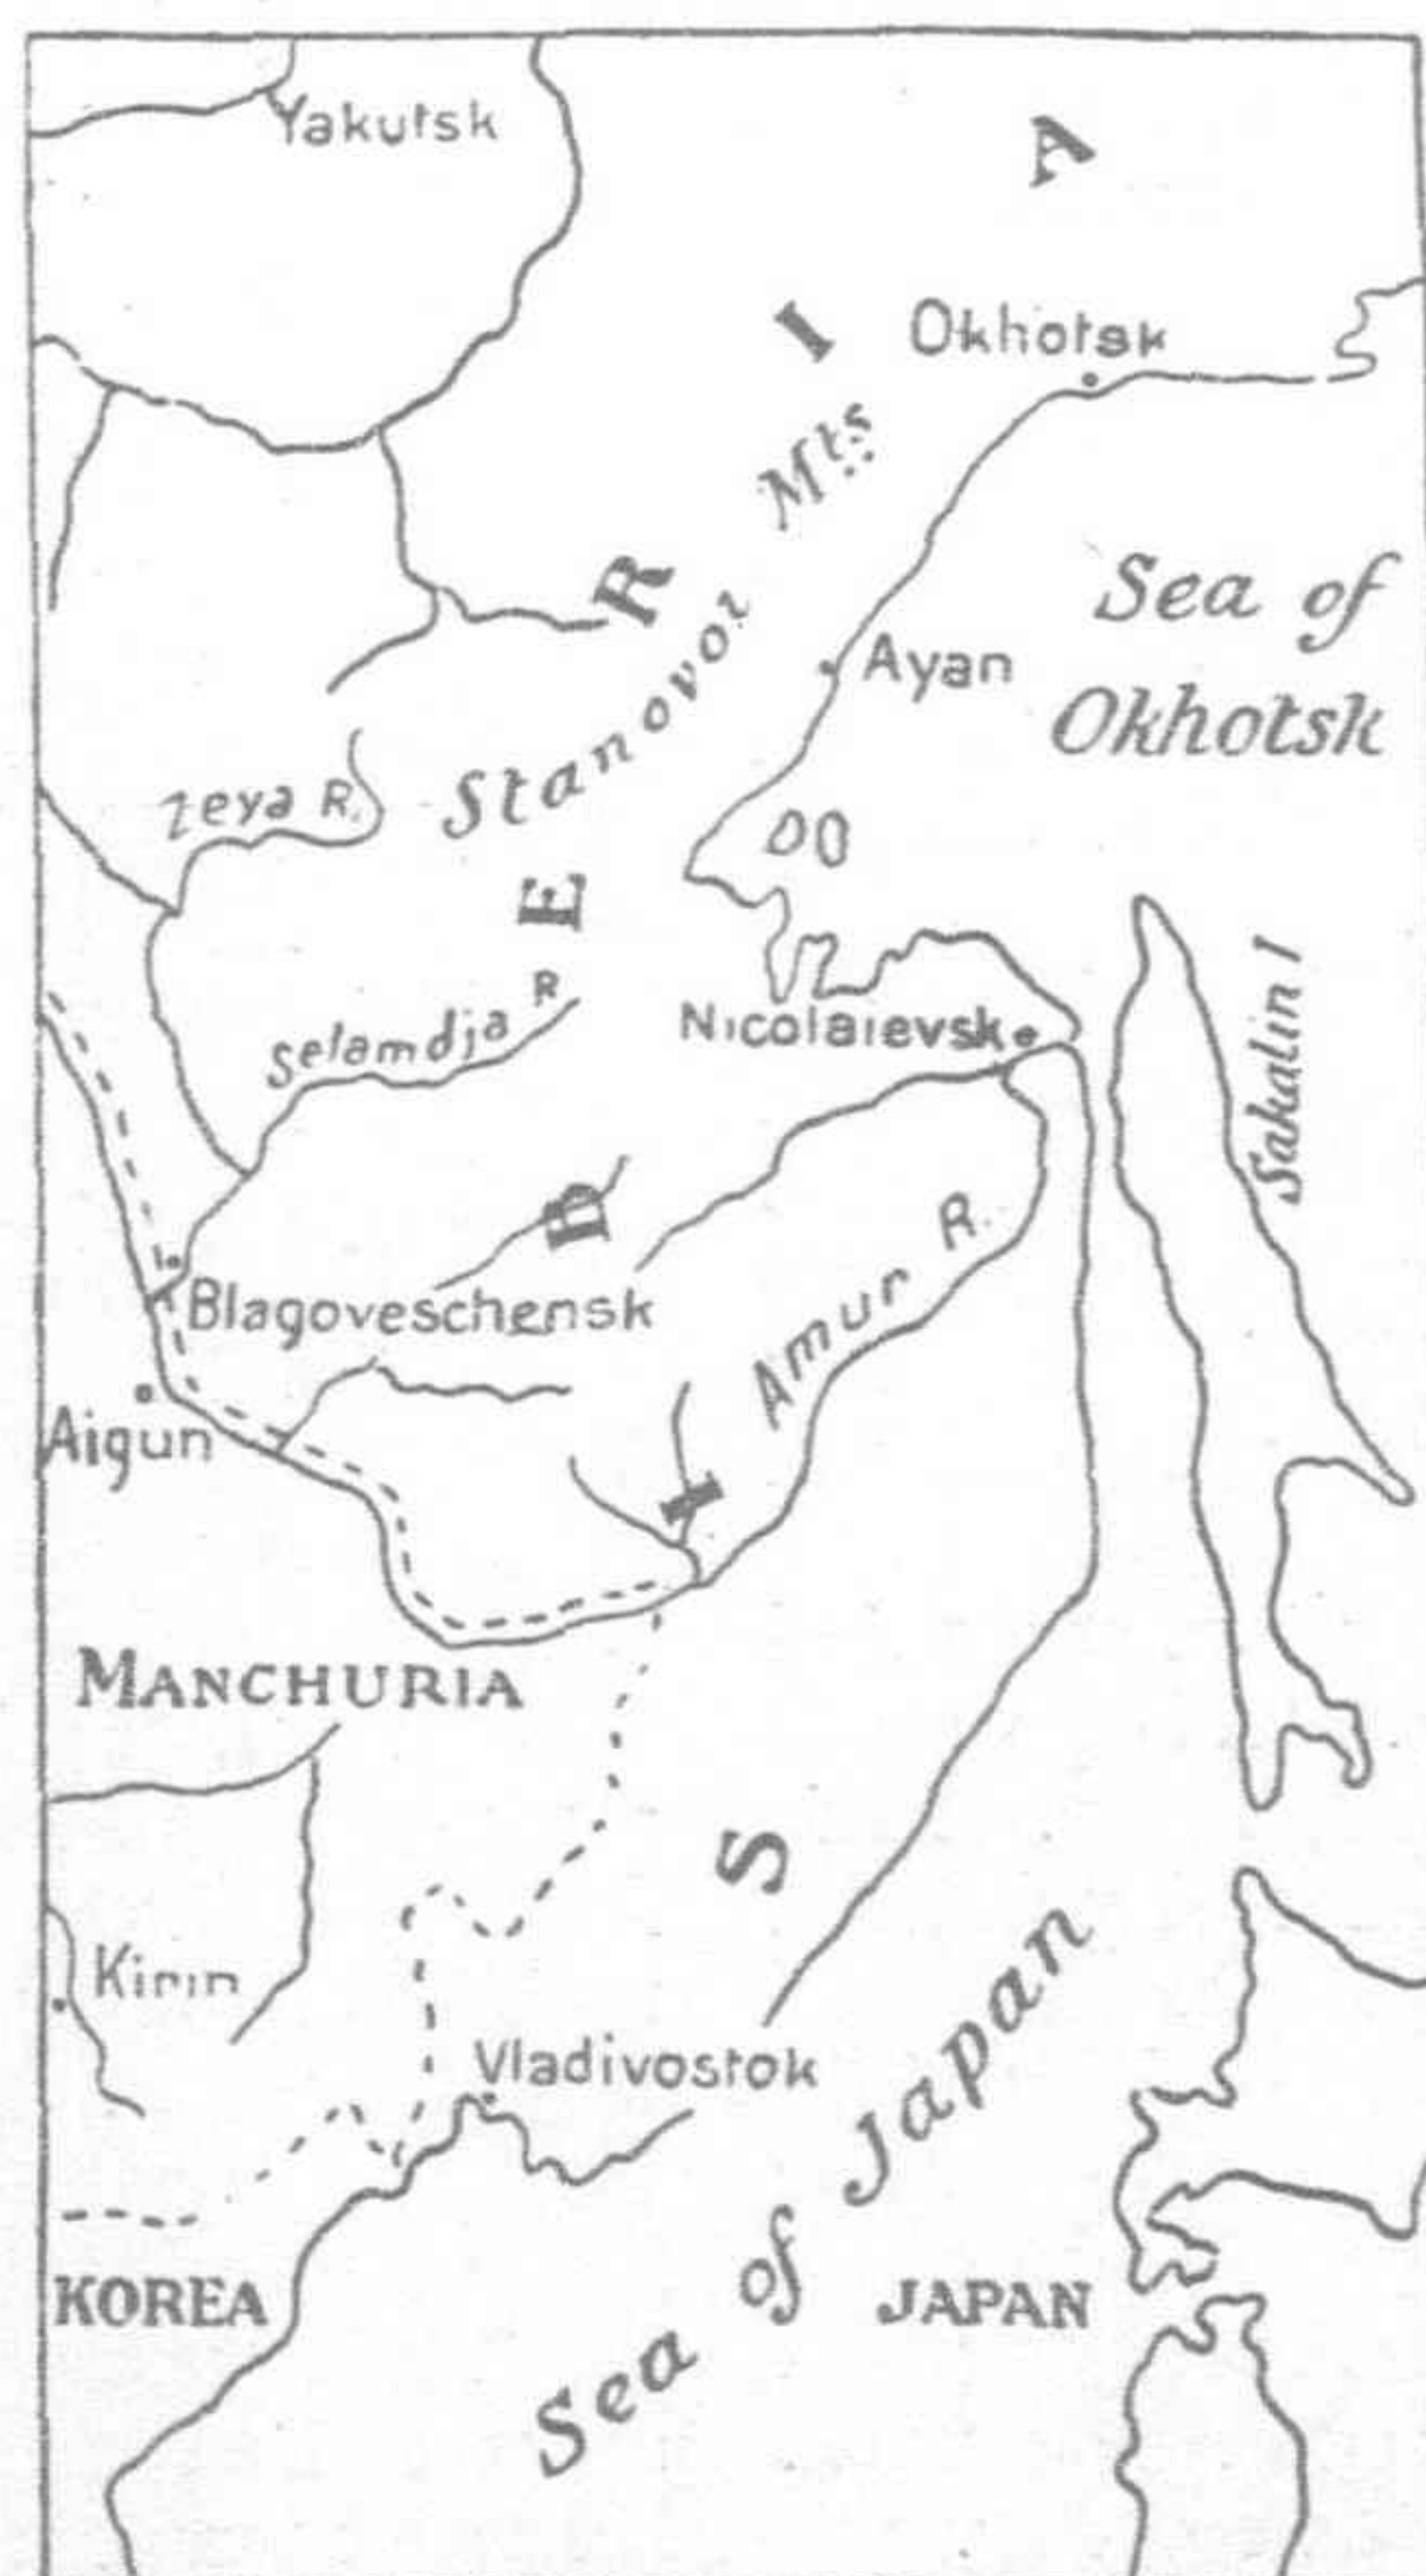 Yakutsk
SIBERIA
Okhotsk
Stanovoi Mts.
Sea of
Okhotsk
Ayan
Zeya R.
Selamdja R
Nicolaievsk
Sakalin I
Blagoveschensk
Amur R.
Aigun
MANCHURIA
Kirin
Vladivostok
Sea of Japan
KOREA
JAPAN